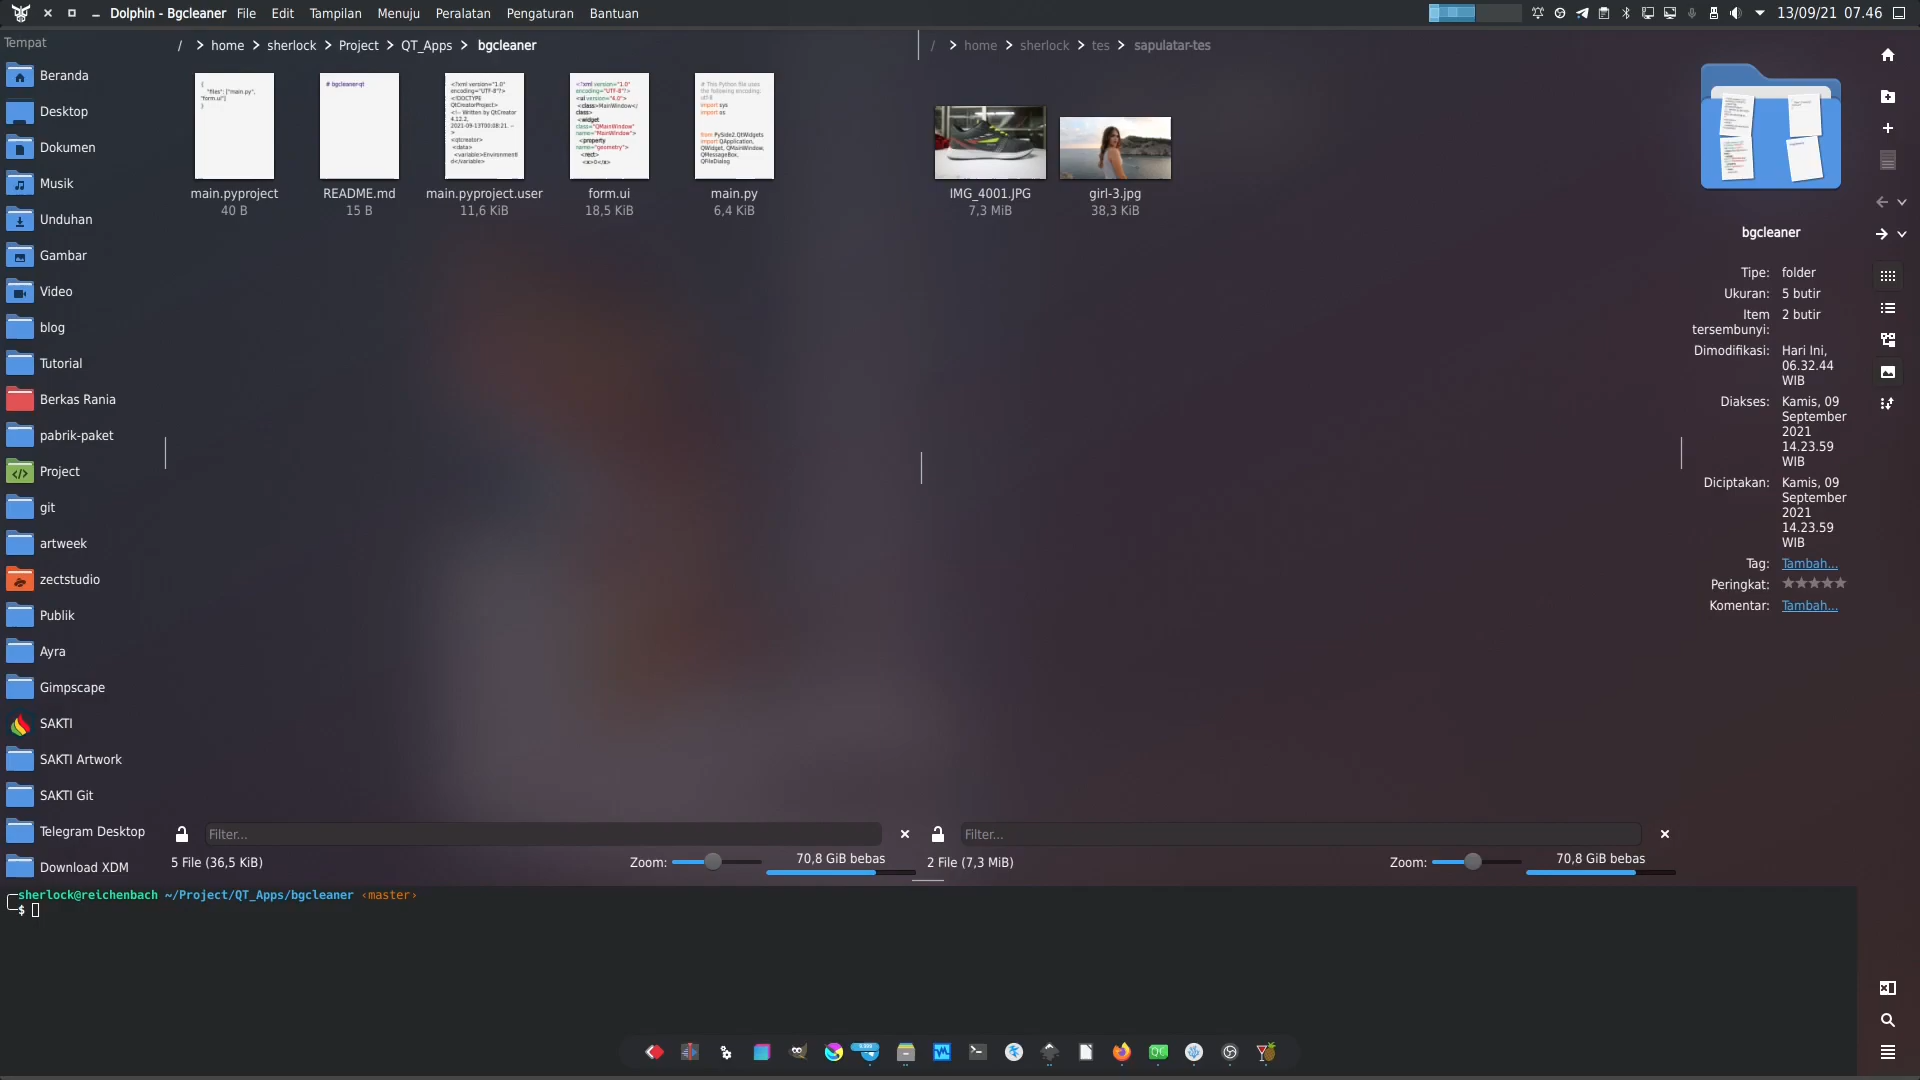 Dolphin - Bgcleaner File Edit Tampilan Menuju Peralatan Pengaturan Bantuan
13/09/21 07.46
Tempat
Beranda
Desktop
Dokumen
Musik
Unduhan
Gambar
Video
blog
Tutorial
Berkas Rania
pabrik-paket
Project
git
artweek
zectstudio
Publik
Ayra
Gimpscape
SAKTI
SAKTI Artwork
SAKTI Git
Telegram Desktop
Download XDM
/ > home > sherlock > Project > QT_Apps > bgcleaner
main.pyproject
40 B
README.md
15 B
main.pyproject.user
11,6 KiB
form.ui
18,5 KiB
main.py
6,4 KiB
Filter...
5 File (36,5 KiB)
Zoom:
70,8 GiB bebas
/ > home > sherlock > tes > sapulatar-tes
IMG_4001.JPG
7,3 MiB
girl-3.jpg
38,3 KiB
Filter...
2 File (7,3 MiB)
Zoom:
70,8 GiB bebas
bgcleaner
Tipe: folder
Ukuran: 5 butir
Item tersembunyi: 2 butir
Dimodifikasi: Hari Ini,
06.32.44
WIB
Diakses: Kamis, 09
September
2021
14.23.59
WIB
Diciptakan: Kamis, 09
September
2021
14.23.59
WIB
Tag: Tambah...
Peringkat:
Komentar: Tambah...
sherlock@reichenbach ~/Project/QT_Apps/bgcleaner ‹master›
$